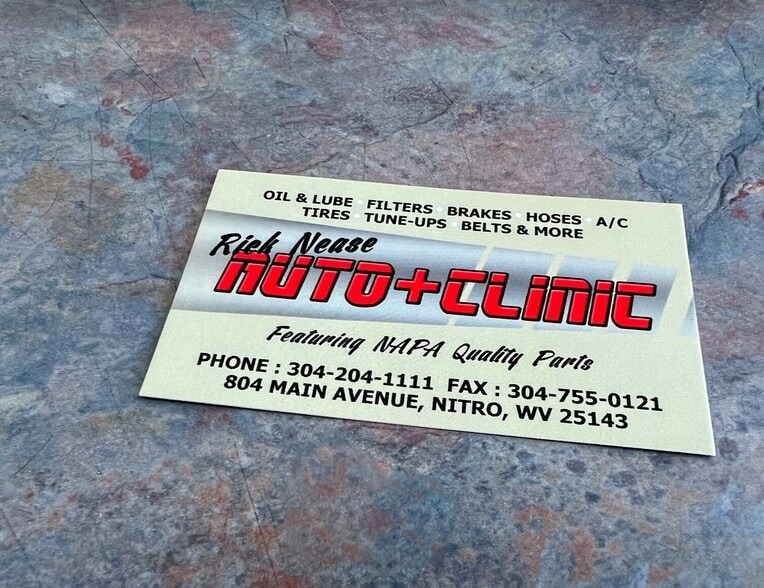 OIL & LUBE FILTERS BRAKES HOSES A/C
TIRES TUNE-UPS BELTS & MORE
Rick Nease
AUTO+CLINIC
Featuring NAPA Quality Parts
PHONE : 304-204-1111 FAX : 304-755-0121
804 MAIN AVENUE, NITRO, WV 25143